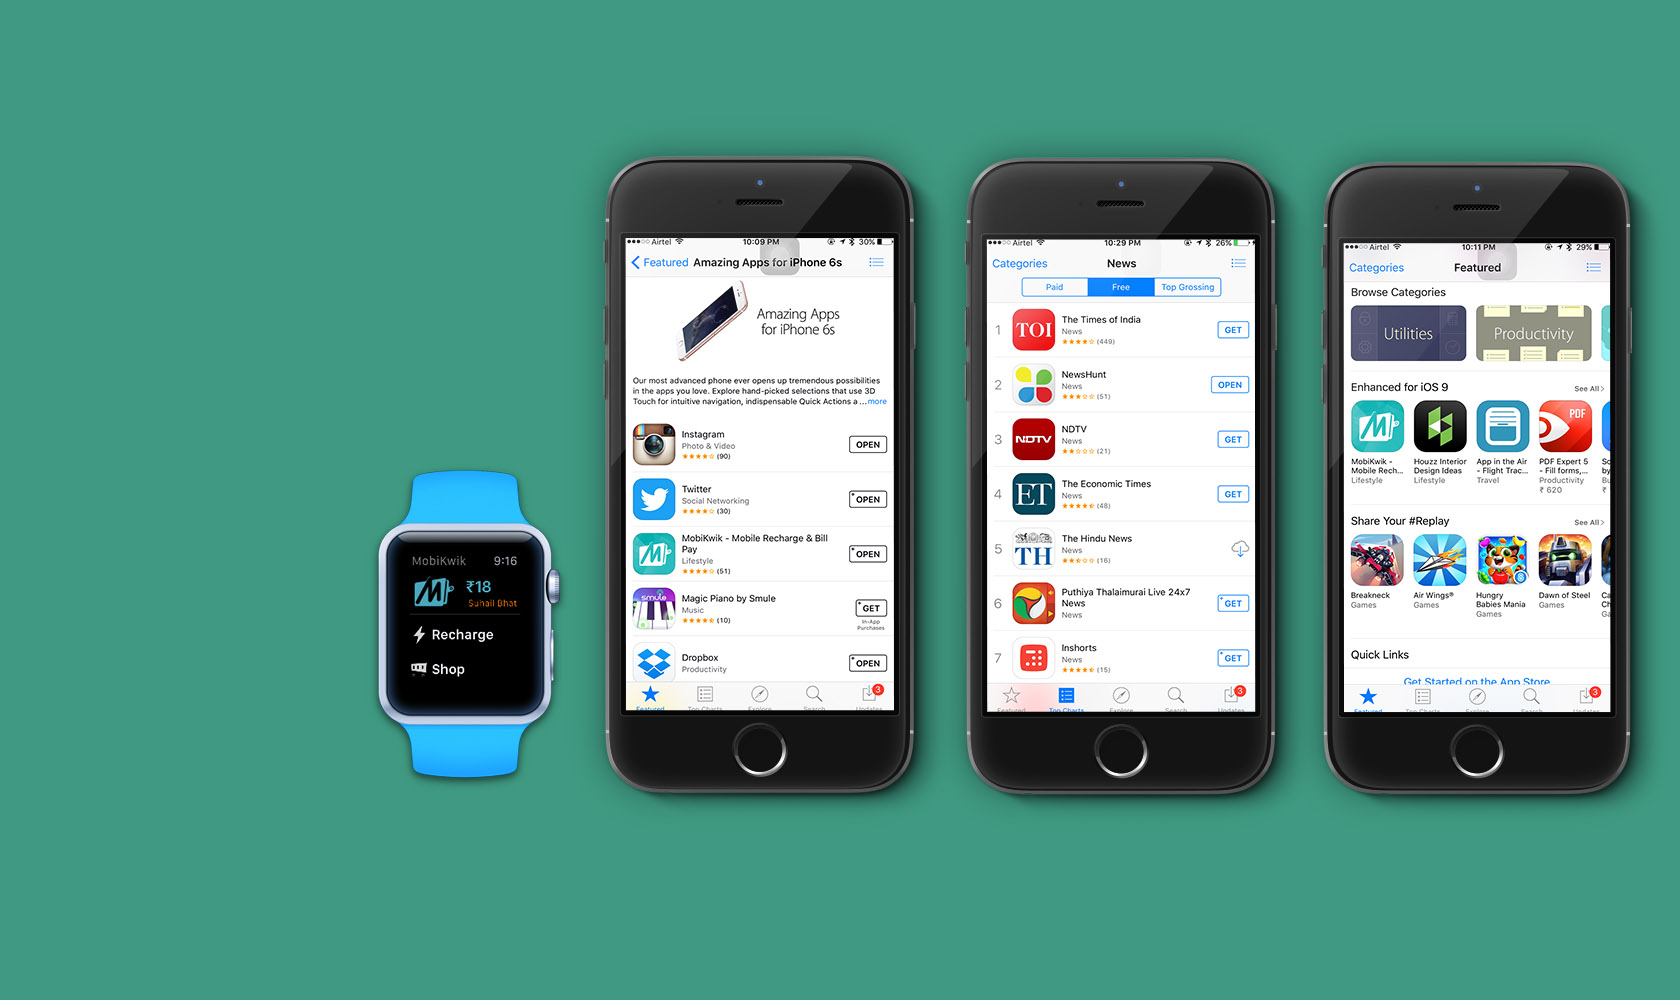 MobiKwik 9:16
₹18
Suhail Bhat
Recharge
Shop
Airtel 10:09 PM 30%
Featured Amazing Apps for iPhone 6s
Amazing Apps
for iPhone 6s
Our most advanced phone ever opens up tremendous possibilities
in the apps you love. Explore hand-picked selections that use 3D
Touch for intuitive navigation, indispensable Quick Actions a ...more
Instagram
Photo & Video
(90)
OPEN
Twitter
Social Networking
(30)
OPEN
MobiKwik - Mobile Recharge & Bill
Pay
Lifestyle
(51)
OPEN
smule
Magic Piano by Smule
Music
(10)
GET
In-App
Purchases
Dropbox
Productivity
OPEN
3
Featured Top Charts Explore Search Updates
Airtel 10:29 PM 26%
Categories News
Paid Free Top Grossing
1 TOI The Times of India
News
(449)
GET
2 NewsHunt
News
(51)
OPEN
3 NDTV NDTV
News
(21)
GET
4 ET The Economic Times
News
(48)
GET
5 TH The Hindu News
News
(16)
6 Puthiya Thalaimurai Live 24x7
News
News
GET
7 Inshorts
News
(15)
GET
3
Featured Top Charts Explore Search Updates
Airtel 10:11 PM 29%
Categories Featured
Browse Categories
Utilities Productivity
Enhanced for iOS 9 See All
PDF
MobiKwik - Houzz Interior App in the Air PDF Expert 5 So
Mobile Rech... Design Ideas - Flight Trac... - Fill forms,... by
Lifestyle Lifestyle Travel Productivity Bu
₹ 620 ₹
Share Your #Replay See All
Breakneck Air Wings® Hungry Dawn of Steel Ca
Games Games Babies Mania Games Ch
Games Ga
Quick Links
Get Started on the App Store
3
Featured Top Charts Explore Search Updates